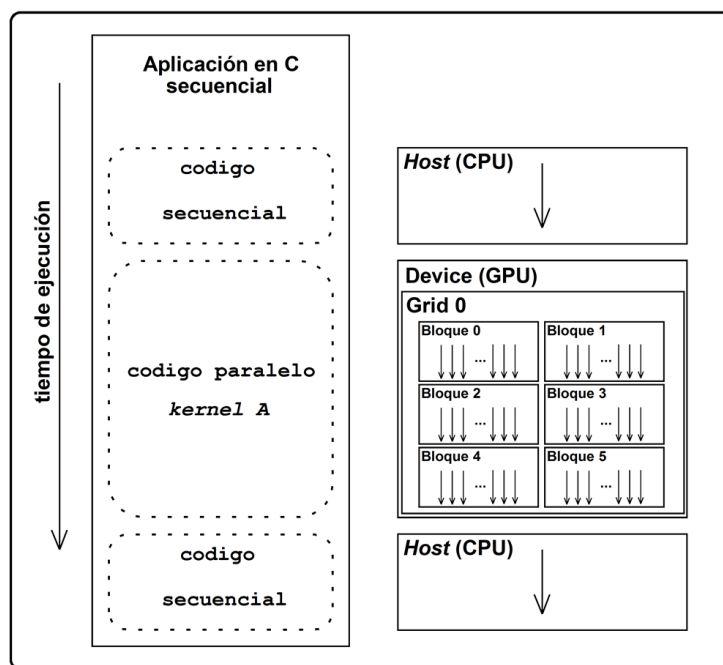 tiempo de ejecución
Aplicación en C
secuencial
codigo
secuencial
Host (CPU)
codigo paralelo
kernel A
Device (GPU)
Grid 0
Bloque 0
...
Bloque 1
...
Bloque 2
...
Bloque 3
...
Bloque 4
...
Bloque 5
...
codigo
secuencial
Host (CPU)